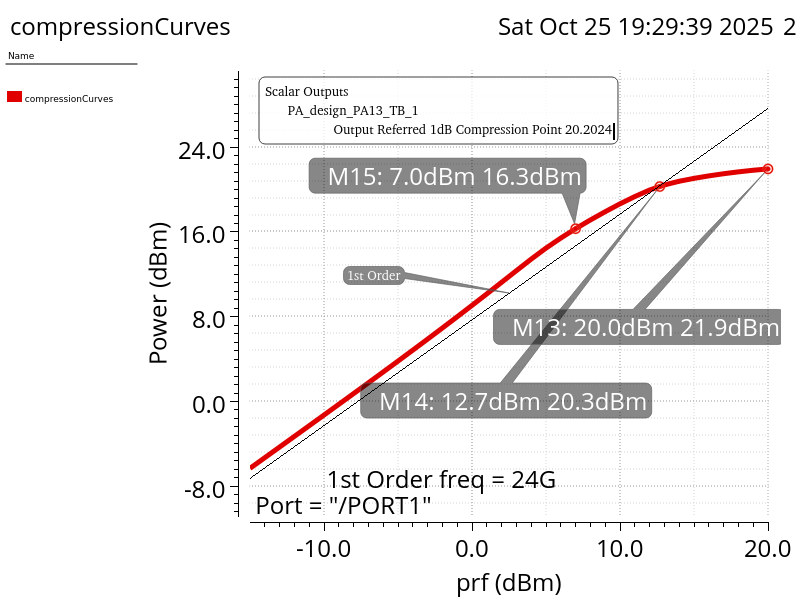 compressionCurves
Sat Oct 25 19:29:39 2025 2
Name
compressionCurves
Scalar Outputs
PA_design_PA13_TB_1
Output Referred 1dB Compression Point 20.2024
M15: 7.0dBm 16.3dBm
1st Order
M13: 20.0dBm 21.9dBm
M14: 12.7dBm 20.3dBm
1st Order freq = 24G
Port = "/PORT1"
Power (dBm)
24.0
16.0
8.0
0.0
-8.0
-10.0
0.0
10.0
20.0
prf (dBm)